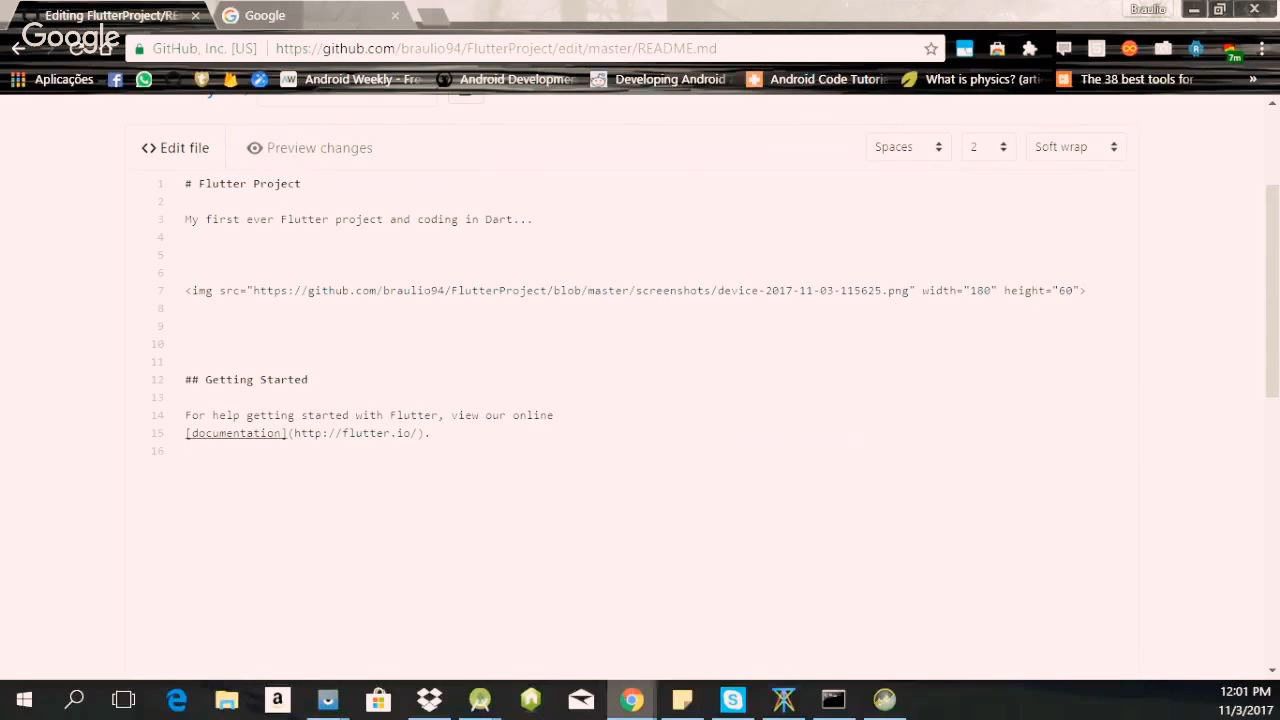 Editing FlutterProject/RE
Google
Braulio
Google
GitHub, Inc. [US]
https://github.com/braulio94/FlutterProject/edit/master/README.md
7m
Aplicações
Android Weekly - Fre
Android Developme
Developing Android
Android Code Tutori
What is physics? (arti
The 38 best tools for
»
<> Edit file
Preview changes
Spaces
2
Soft wrap
1 # Flutter Project
2
3 My first ever Flutter project and coding in Dart...
4
5
6
7 <img src="https://github.com/braulio94/FlutterProject/blob/master/screenshots/device-2017-11-03-115625.png" width="180" height="60">
8
9
10
11
12 ## Getting Started
13
14 For help getting started with Flutter, view our online
15 [documentation](http://flutter.io/).
16
12:01 PM
11/3/2017